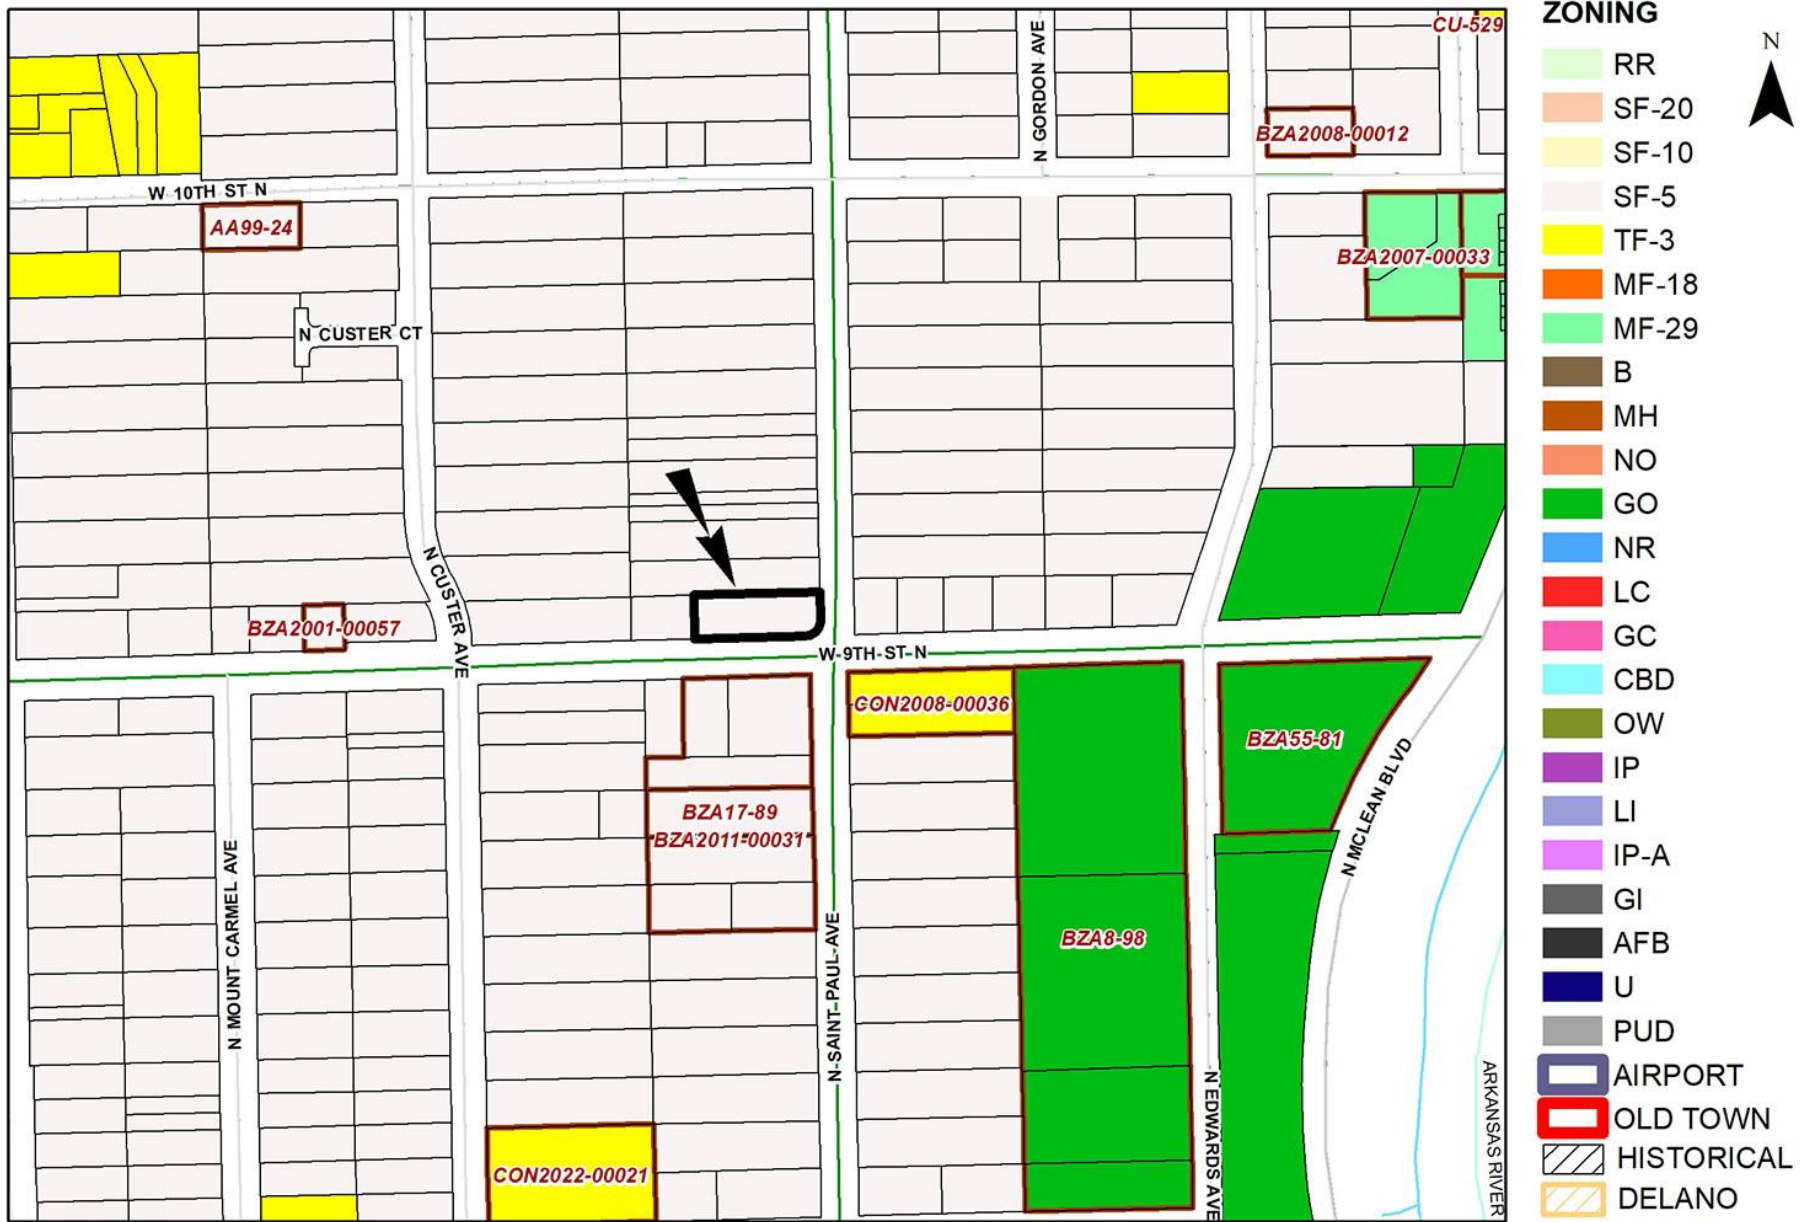 CU-529
N GORDON AVE
BZA2008-00012
W 10TH ST N
AA99-24
BZA2007-00033
N CUSTER CT
N CUSTER AVE
BZA2001-00057
W 9TH ST N
CON2008-00036
BZA55-81
BZA17-89
BZA2011-00031
N MOUNT CARMEL AVE
N SAINT PAUL AVE
BZA8-98
N MCLEAN BLVD
N EDWARDS AVE
ARKANSAS RIVER
CON2022-00021
ZONING
N
RR
SF-20
SF-10
SF-5
TF-3
MF-18
MF-29
B
MH
NO
GO
NR
LC
GC
CBD
OW
IP
LI
IP-A
GI
AFB
U
PUD
AIRPORT
OLD TOWN
HISTORICAL
DELANO